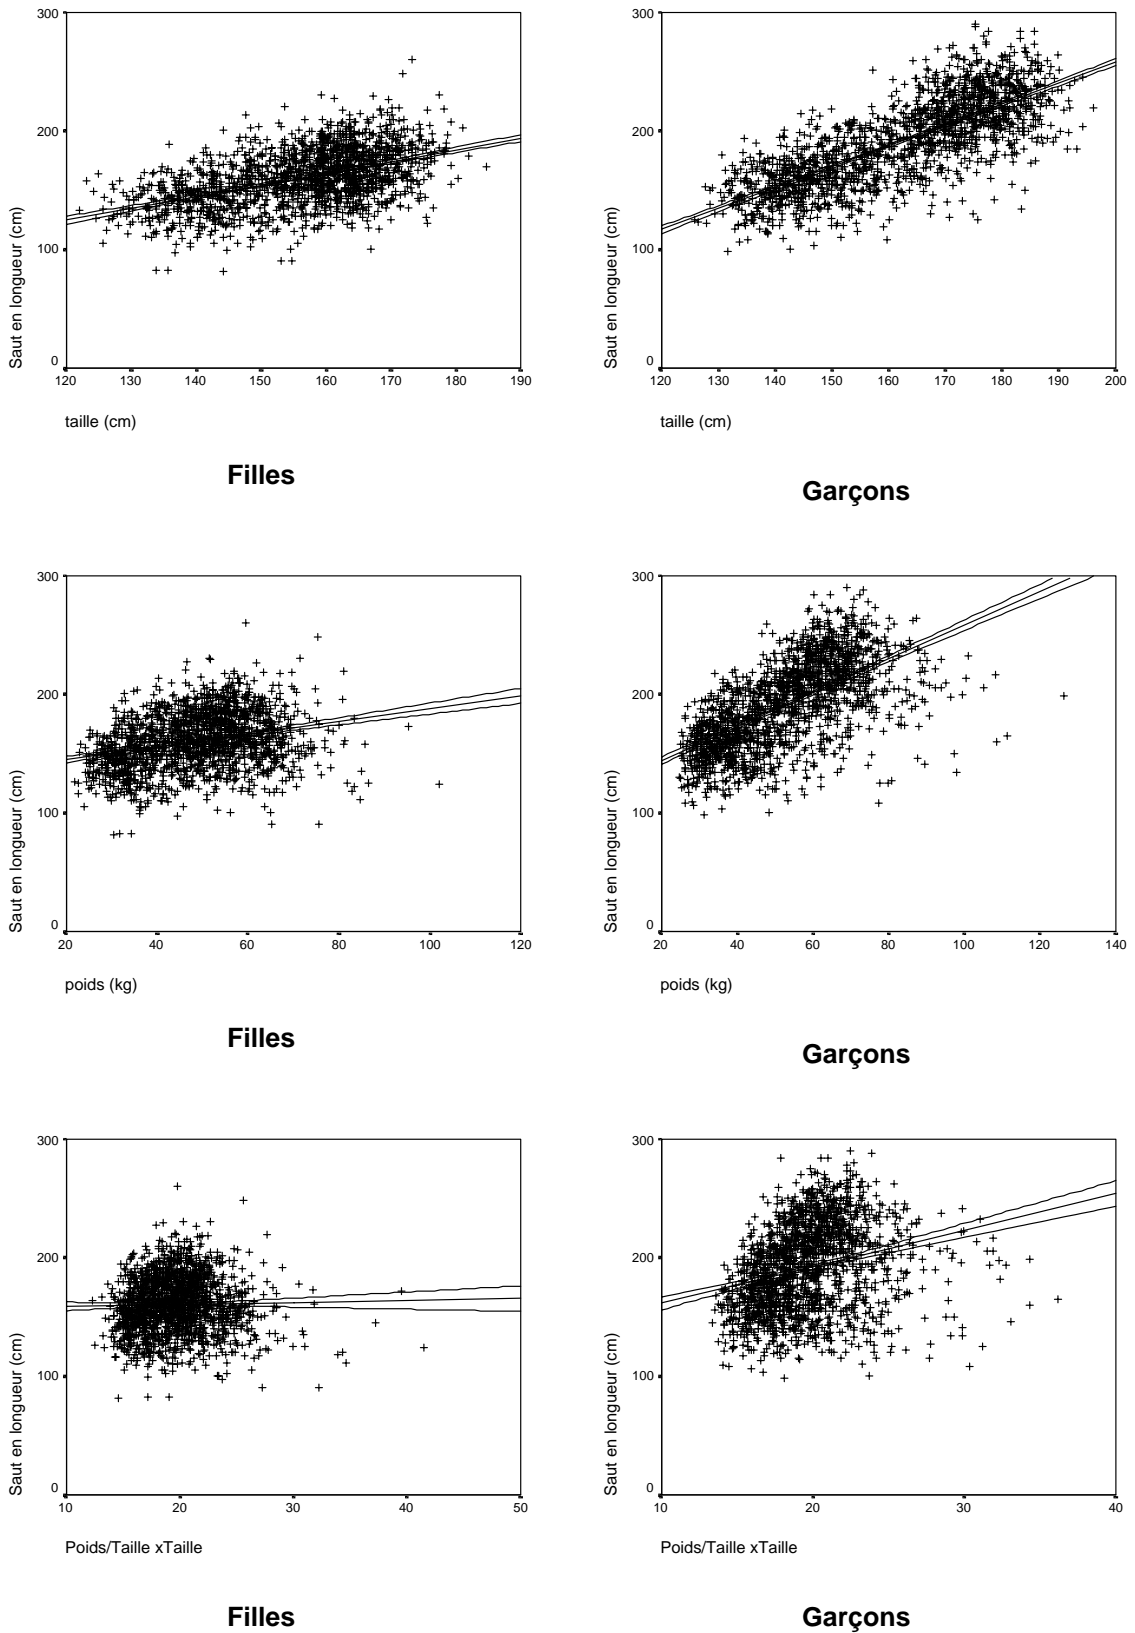 300
200
100
0
Saut en longueur (cm)
120 130 140 150 160 170 180 190
taille (cm)
Filles
300
200
100
0
Saut en longueur (cm)
120 130 140 150 160 170 180 190 200
taille (cm)
Garçons
300
200
100
0
Saut en longueur (cm)
20 40 60 80 100 120
poids (kg)
Filles
300
200
100
0
Saut en longueur (cm)
20 40 60 80 100 120 140
poids (kg)
Garçons
300
200
100
0
Saut en longueur (cm)
10 20 30 40 50
Poids/Taille xTaille
Filles
300
200
100
0
Saut en longueur (cm)
10 20 30 40
Poids/Taille xTaille
Garçons